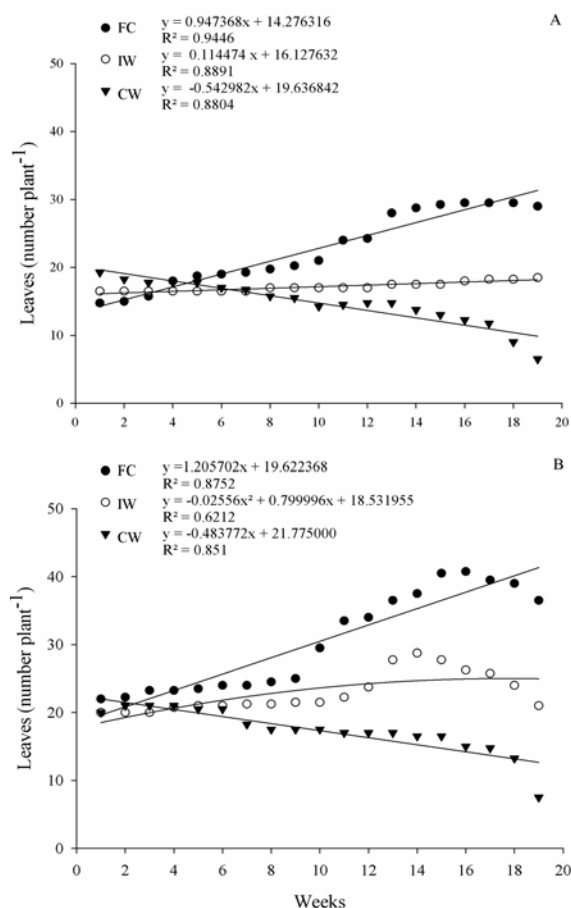 A
FC y = 0.947368x + 14.276316
R² = 0.9446
IW y = 0.114474x + 16.127632
R² = 0.8891
CW y = -0.542982x + 19.636842
R² = 0.8804
50
40
30
20
10
0
Leaves (number plant⁻¹)
0 2 4 6 8 10 12 14 16 18 20
B
FC y =1.205702x + 19.622368
R² = 0.8752
IW y = -0.02556x² + 0.799996x + 18.531955
R² = 0.6212
CW y = -0.483772x + 21.775000
R² = 0.851
50
40
30
20
10
0
Leaves (number plant⁻¹)
0 2 4 6 8 10 12 14 16 18 20
Weeks